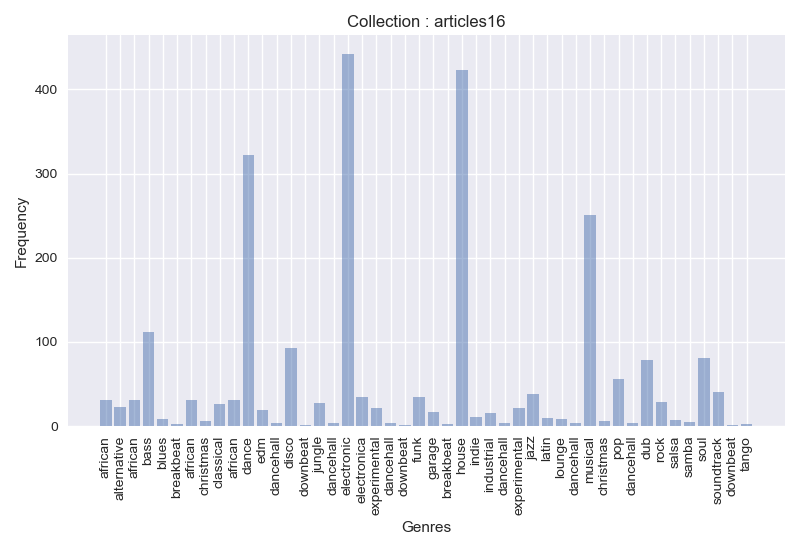 Collection : articles16
Frequency
400
300
200
100
0
african
alternative
african
bass
blues
breakbeat
african
christmas
classical
african
dance
edm
dancehall
disco
downbeat
jungle
dancehall
electronic
electronica
experimental
dancehall
downbeat
funk
garage
breakbeat
house
indie
industrial
dancehall
experimental
jazz
latin
lounge
dancehall
musical
christmas
pop
dancehall
dub
rock
salsa
samba
soul
soundtrack
downbeat
tango
Genres